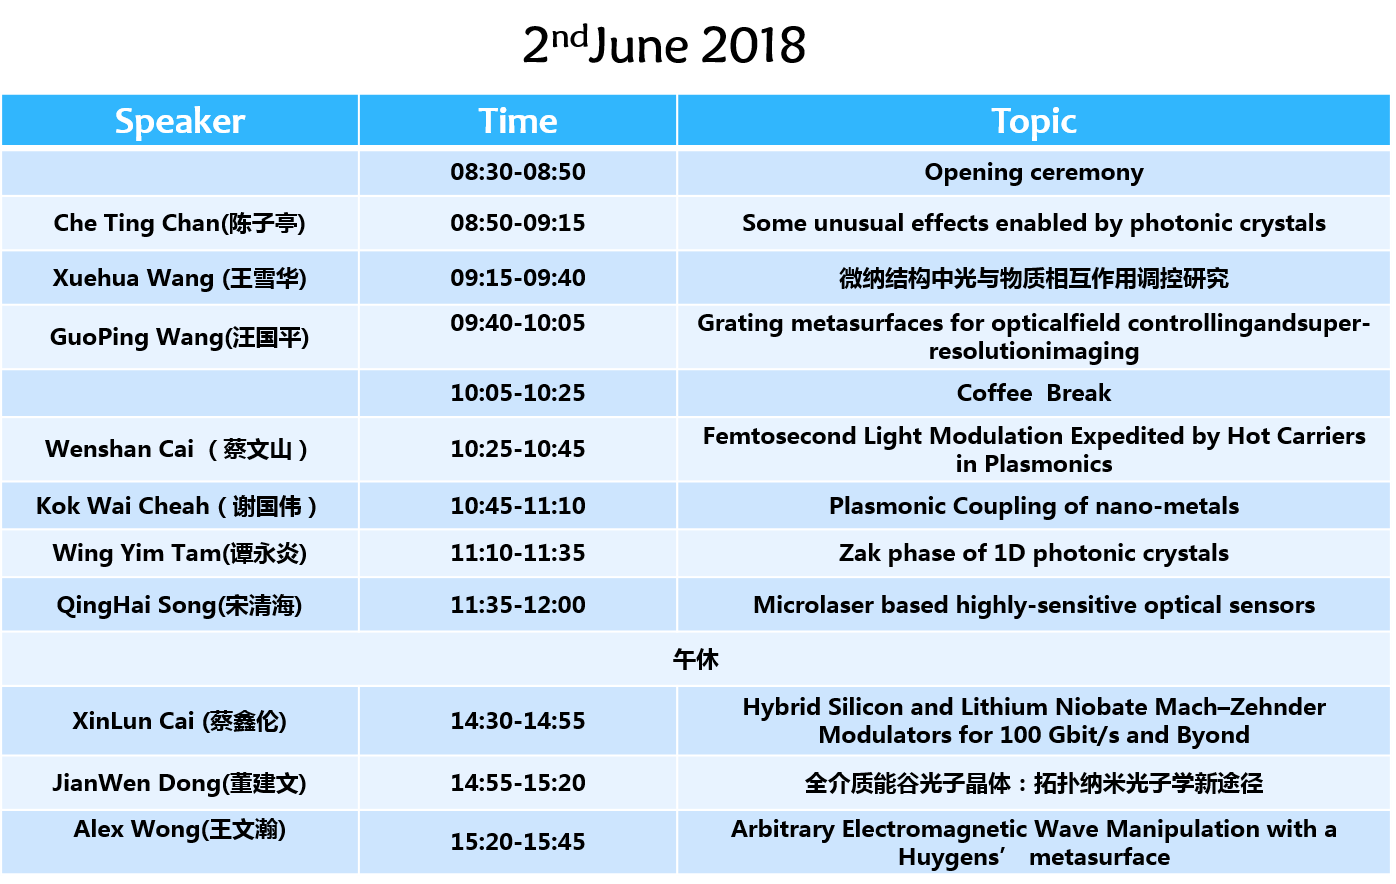 2nd June 2018
Speaker Time Topic
08:30-08:50 Opening ceremony
Che Ting Chan(陈子亭) 08:50-09:15 Some unusual effects enabled by photonic crystals
Xuehua Wang (王雪华) 09:15-09:40 微纳结构中光与物质相互作用调控研究
GuoPing Wang(汪国平) 09:40-10:05 Grating metasurfaces for opticalfield controllingandsuper-
resolutionimaging
10:05-10:25 Coffee Break
Wenshan Cai （蔡文山） 10:25-10:45 Femtosecond Light Modulation Expedited by Hot Carriers
in Plasmonics
Kok Wai Cheah（谢国伟） 10:45-11:10 Plasmonic Coupling of nano-metals
Wing Yim Tam(谭永炎) 11:10-11:35 Zak phase of 1D photonic crystals
QingHai Song(宋清海) 11:35-12:00 Microlaser based highly-sensitive optical sensors
午休
XinLun Cai (蔡鑫伦) 14:30-14:55 Hybrid Silicon and Lithium Niobate Mach–Zehnder
Modulators for 100 Gbit/s and Byond
JianWen Dong(董建文) 14:55-15:20 全介质能谷光子晶体：拓扑纳米光子学新途径
Alex Wong(王文瀚) 15:20-15:45 Arbitrary Electromagnetic Wave Manipulation with a
Huygens’ metasurface